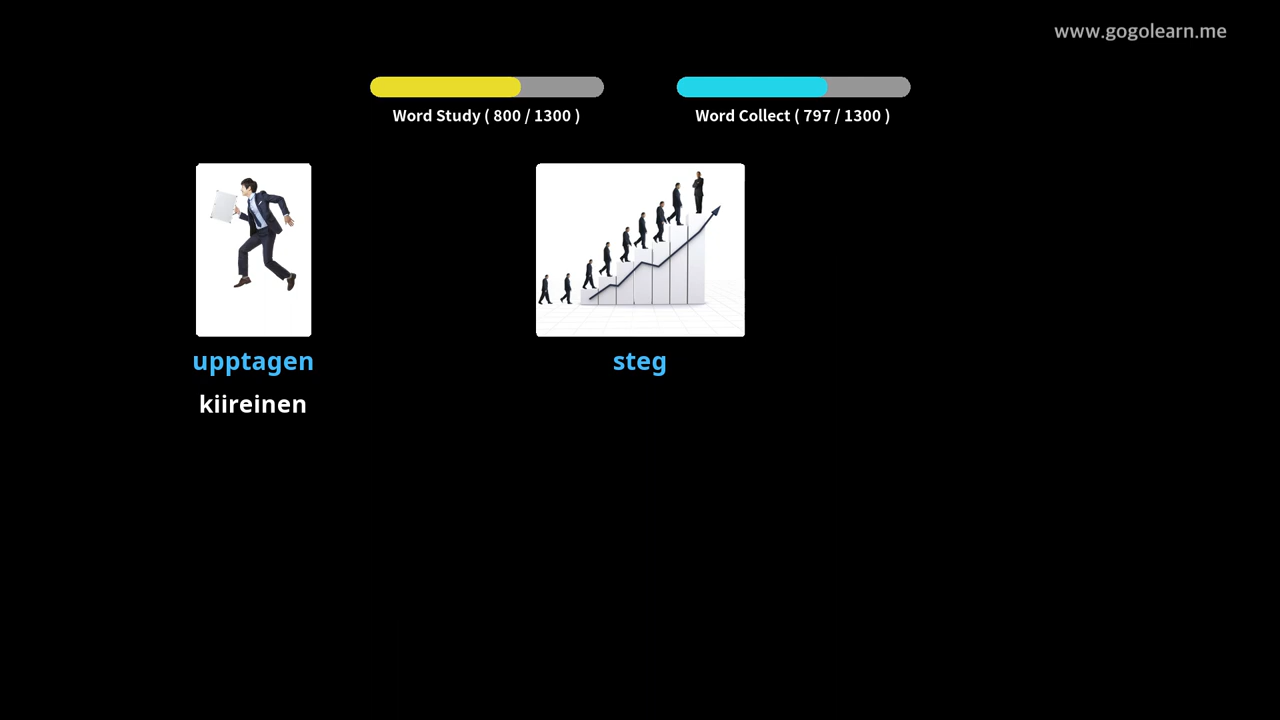 www.gogolearn.me
Word Study ( 800 / 1300 )
Word Collect ( 797 / 1300 )
upptagen
steg
kiireinen